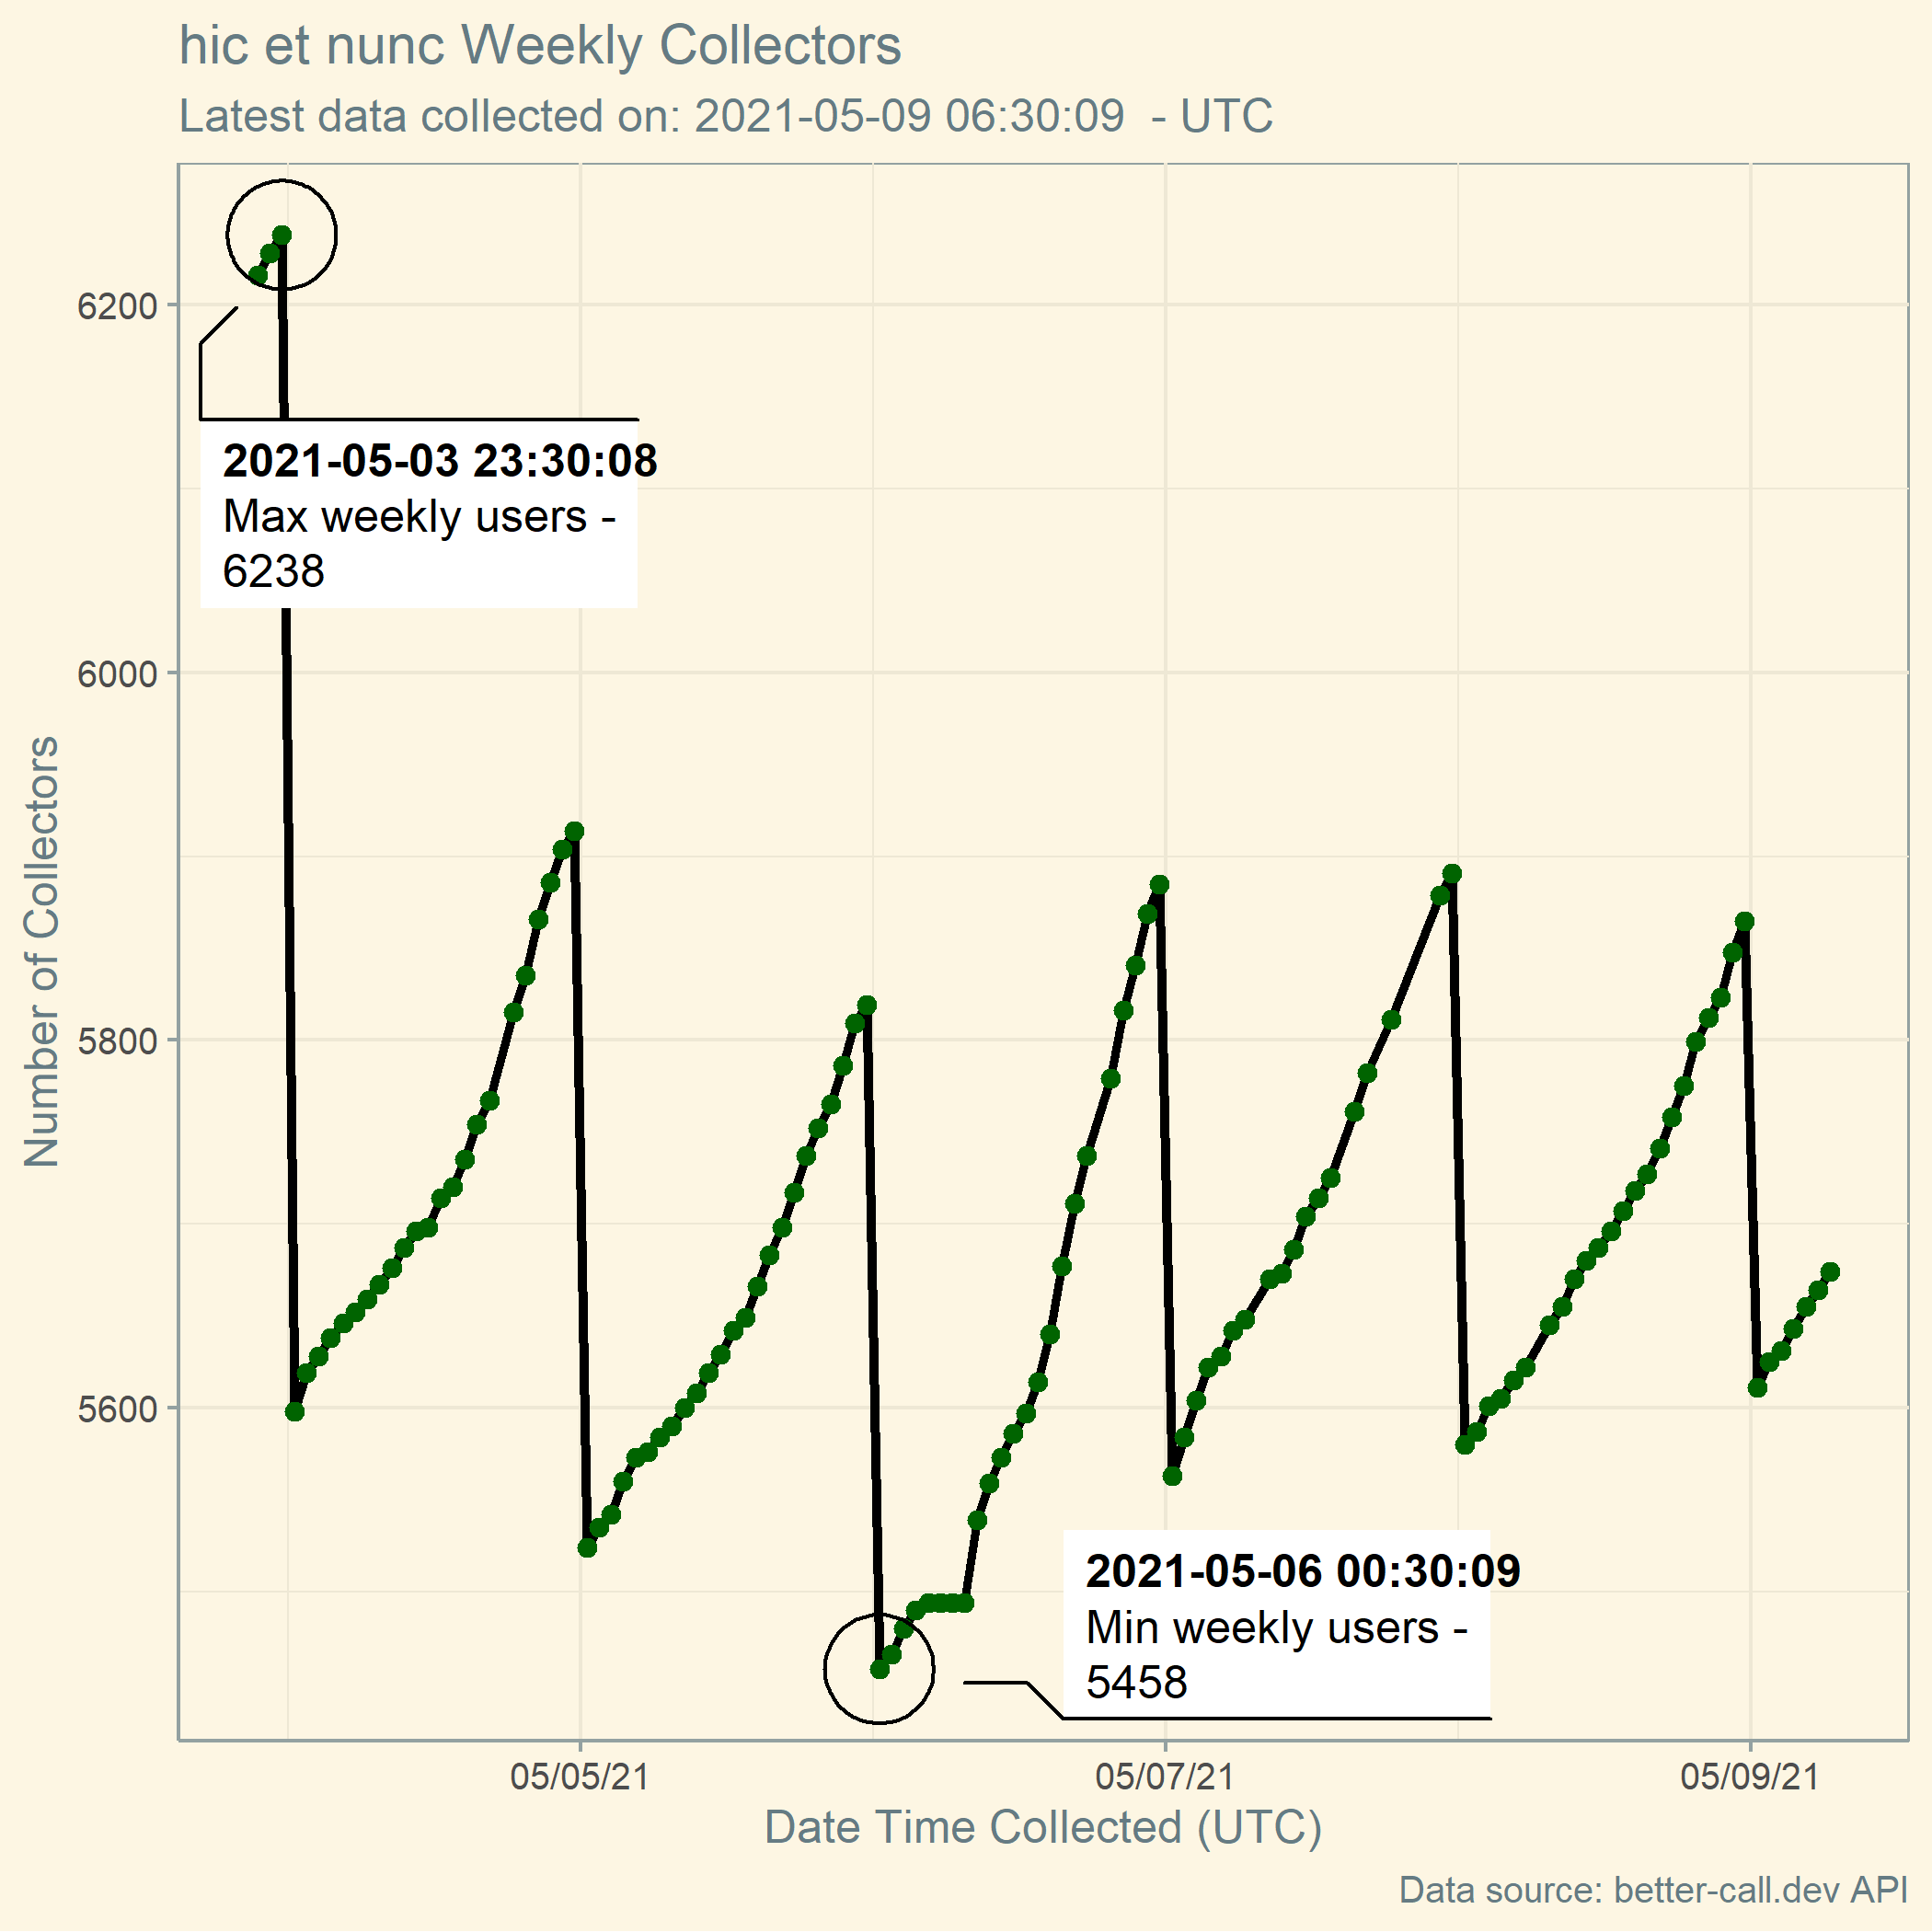 hic et nunc Weekly Collectors
Latest data collected on: 2021-05-09 06:30:09  - UTC
Number of Collectors
6200
6000
5800
5600
2021-05-03 23:30:08
Max weekly users -
6238
2021-05-06 00:30:09
Min weekly users -
5458
05/05/21
05/07/21
05/09/21
Date Time Collected (UTC)
Data source: better-call.dev API